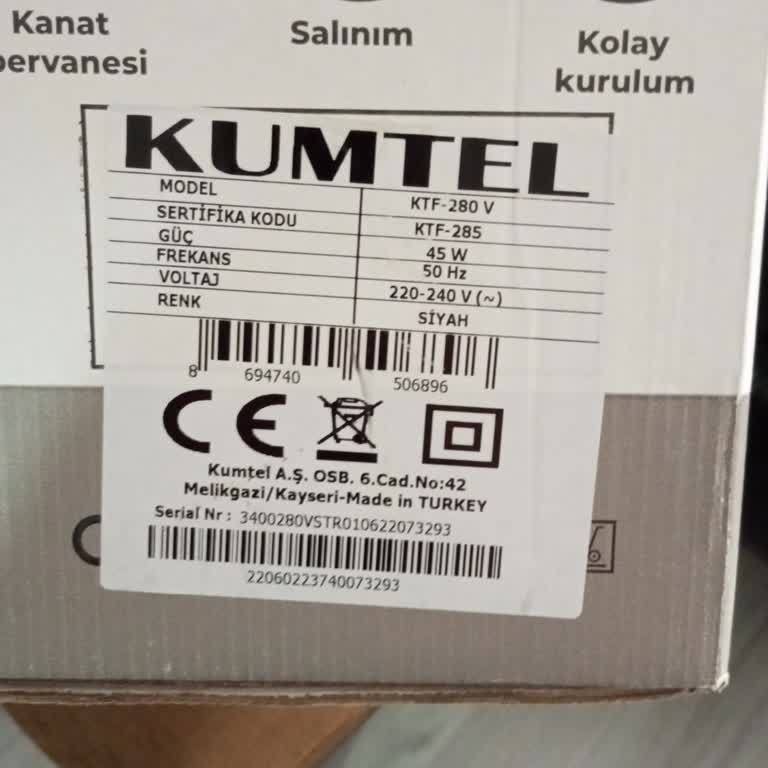 Kanat
pervanesi
Salınım
Kolay
kurulum
KUMTEL
MODEL KTF-280 V
SERTİFİKA KODU KTF-285
GÜÇ 45 W
FREKANS 50 Hz
VOLTAJ 220-240 V (~)
RENK SİYAH
8 694740 506896
CE
Kumtel A.Ş. OSB. 6.Cad.No:42
Melikgazi/Kayseri-Made in TURKEY
Serial Nr : 3400280VSTR010622073293
22060223740073293